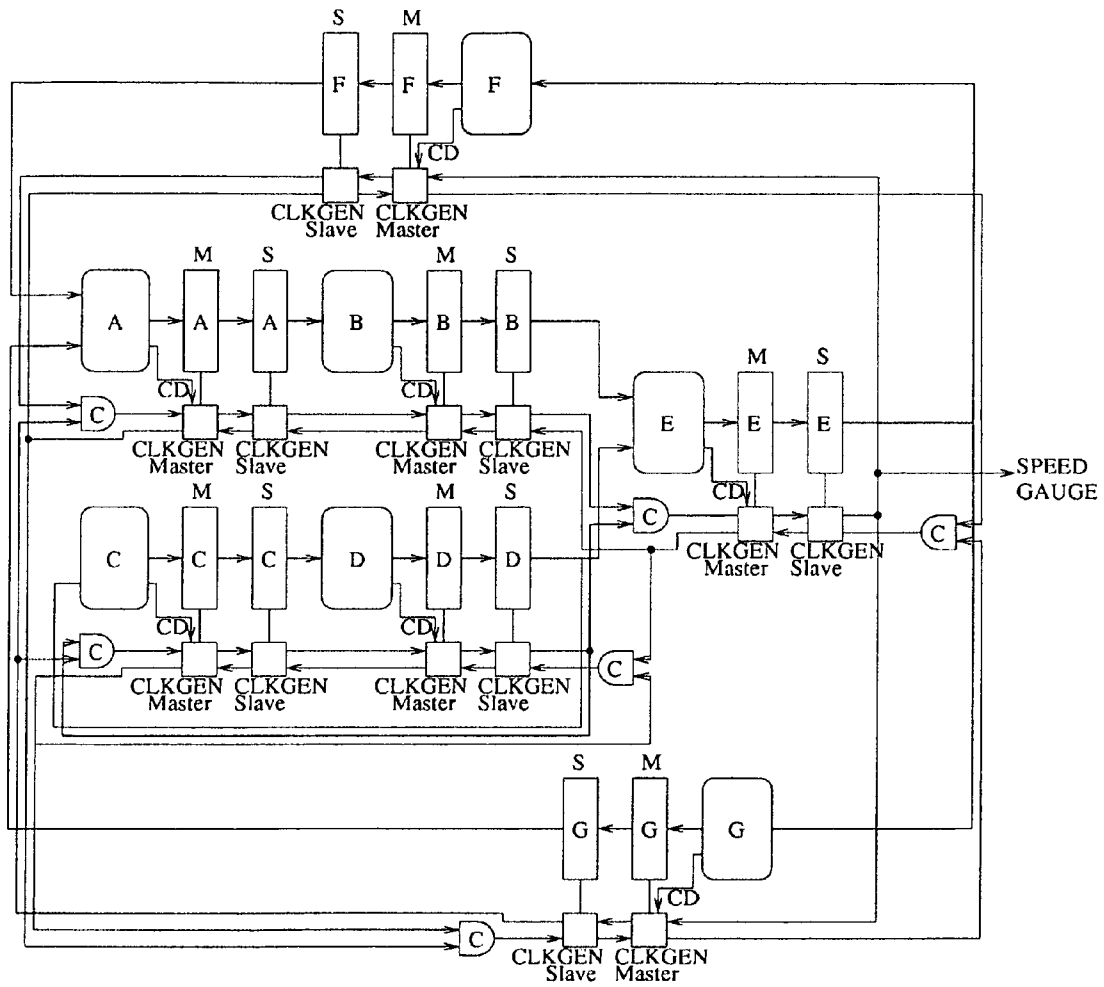 S M
F F F
CD
CLKGEN CLKGEN
Slave Master
M S M S
A A A B B B
M S
CD CD
E E E
C
CLKGEN CLKGEN CLKGEN CLKGEN
Master Slave Master Slave
SPEED
GAUGE
CD
M S M S
C C
CLKGEN CLKGEN
Master Slave
C C C D D D
CD CD
C C
CLKGEN CLKGEN CLKGEN CLKGEN
Master Slave Master Slave
S M
G G G
CD
C
CLKGEN CLKGEN
Slave Master